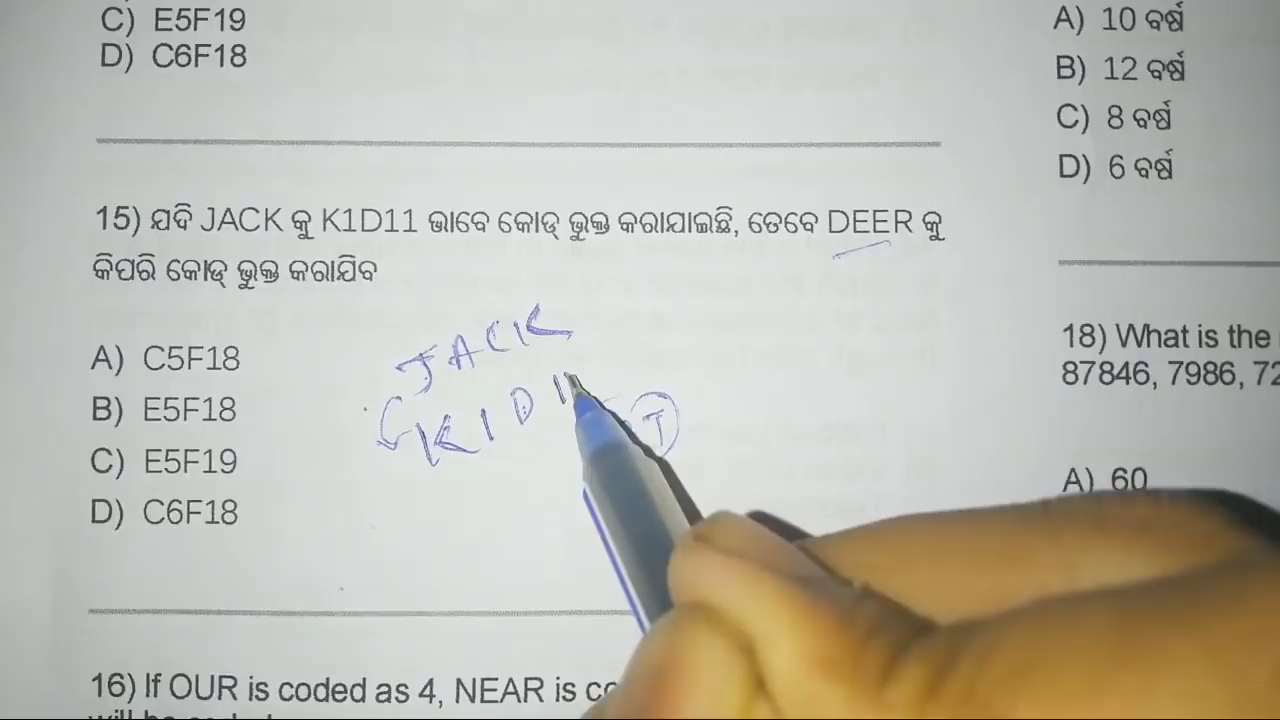 C) E5F19
D) C6F18
15) ଯଦି JACK କୁ K1D11 ଭାବେ କୋଡ୍ ଭୁକ୍ତ କରାଯାଇଛି, ତେବେ DEER କୁ
କିପରି କୋଡ୍ ଭୁକ୍ତ କରାଯିବ
A) C5F18
B) E5F18
C) E5F19
D) C6F18
JACK
K1D11
T
16) If OUR is coded as 4, NEAR is
A) 10 ବର୍ଷ
B) 12 ବର୍ଷ
C) 8 ବର୍ଷ
D) 6 ବର୍ଷ
18) What is the
87846, 7986, 72
A) 60